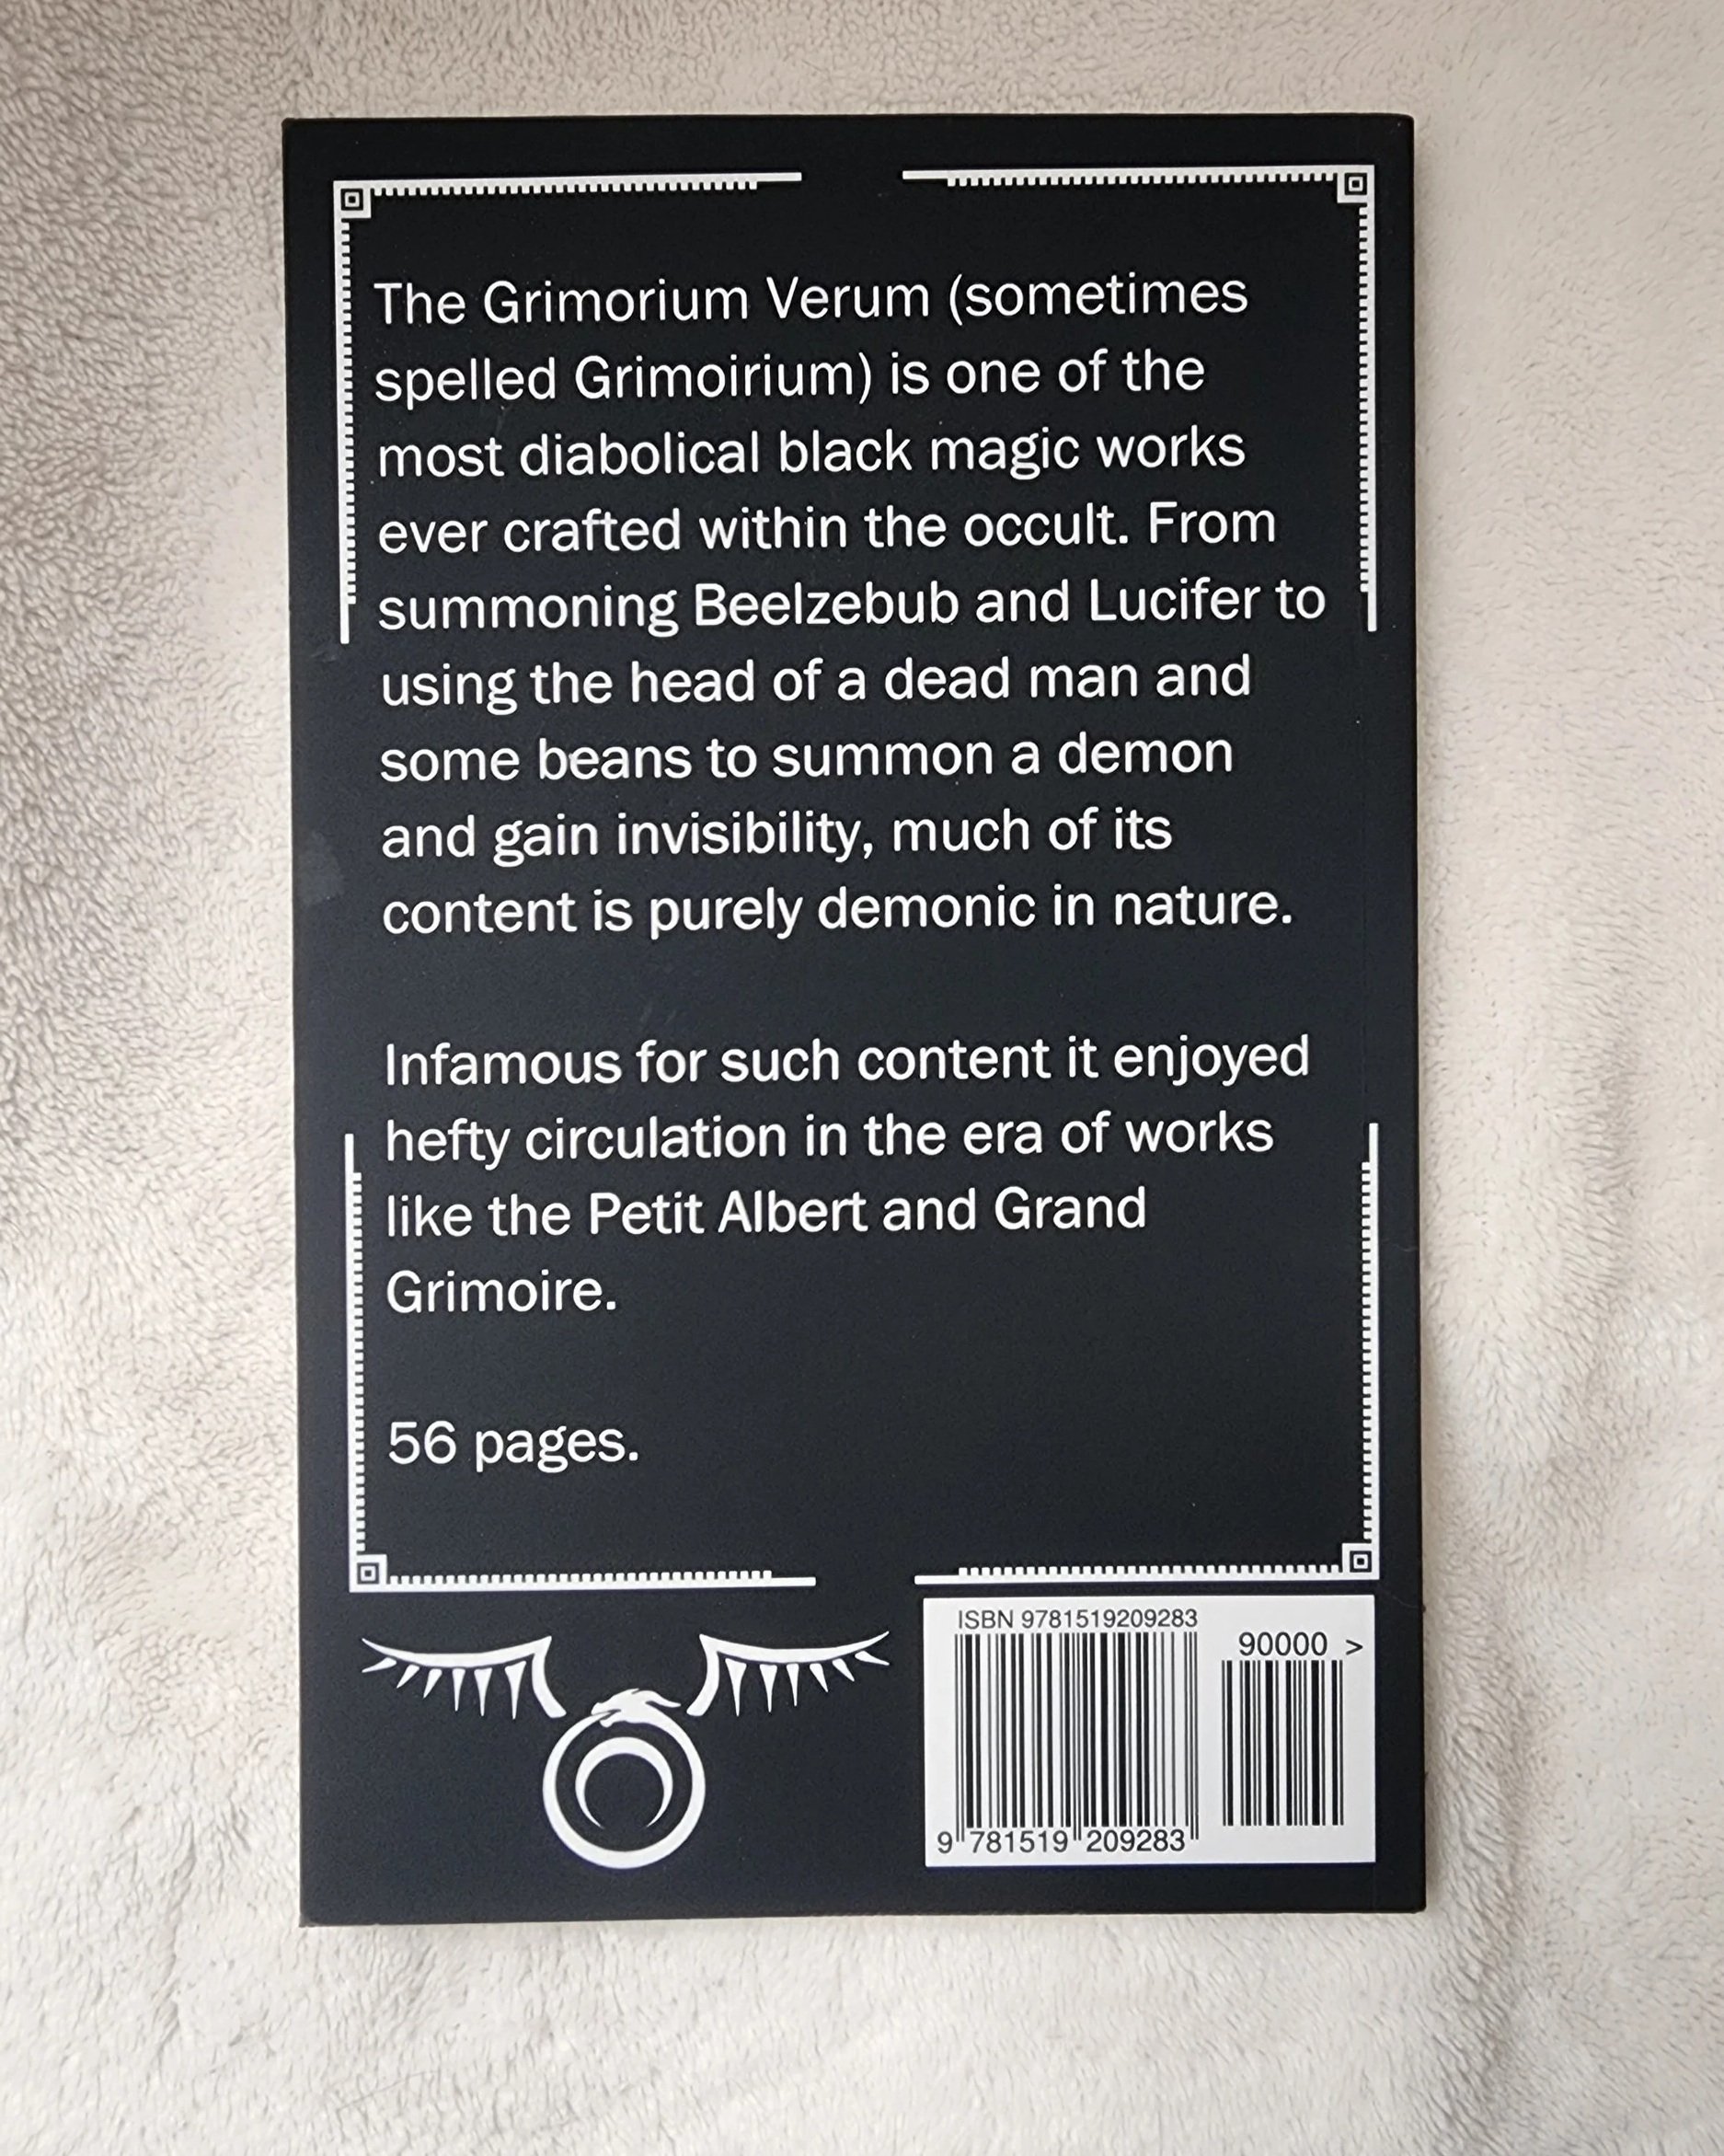 The Grimorium Verum (sometimes
spelled Grimoirium) is one of the
most diabolical black magic works
ever crafted within the occult. From
summoning Beelzebub and Lucifer to
using the head of a dead man and
some beans to summon a demon
and gain invisibility, much of its
content is purely demonic in nature.
Infamous for such content it enjoyed
hefty circulation in the era of works
like the Petit Albert and Grand
Grimoire.
56 pages.
ISBN 9781519209283
90000 >
9 781519 209283